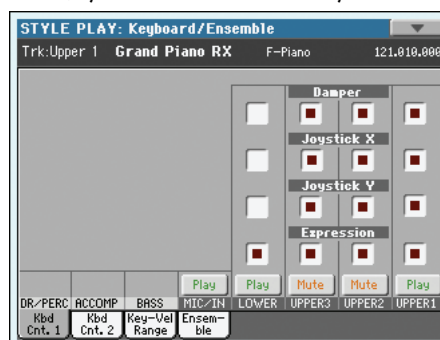 STYLE PLAY: Keyboard/Ensemble
Trk:Upper 1 Grand Piano RX F-Piano 121.010.000
Damper
Joystick X
Joystick Y
Expression
Play Play Mute Mute Play
DR/PERC ACCOMP BASS MIC/IN LOWER UPPER3 UPPER2 UPPER1
Kbd Kbd Key-Vel Ensem-
Cnt. 1 Cnt. 2 Range ble